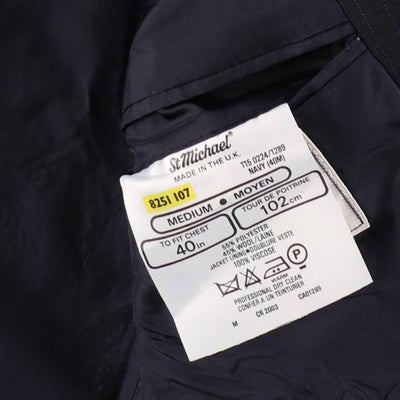 St Michael®
MADE IN THE U.K.
T15 0224/1289
NAVY (40M)
8251 107
MEDIUM ● MOYEN
TO FIT CHEST
40in
TOUR DE POITRINE
102cm
55% POLYESTER
45% WOOL/LAINE
JACKET LINING●DOUBLURE VESTE
100% VISCOSE
WARM
P
PROFESSIONAL DRY CLEAN
CONFIER A UN TEINTURIER
M CR 2003 CA01295